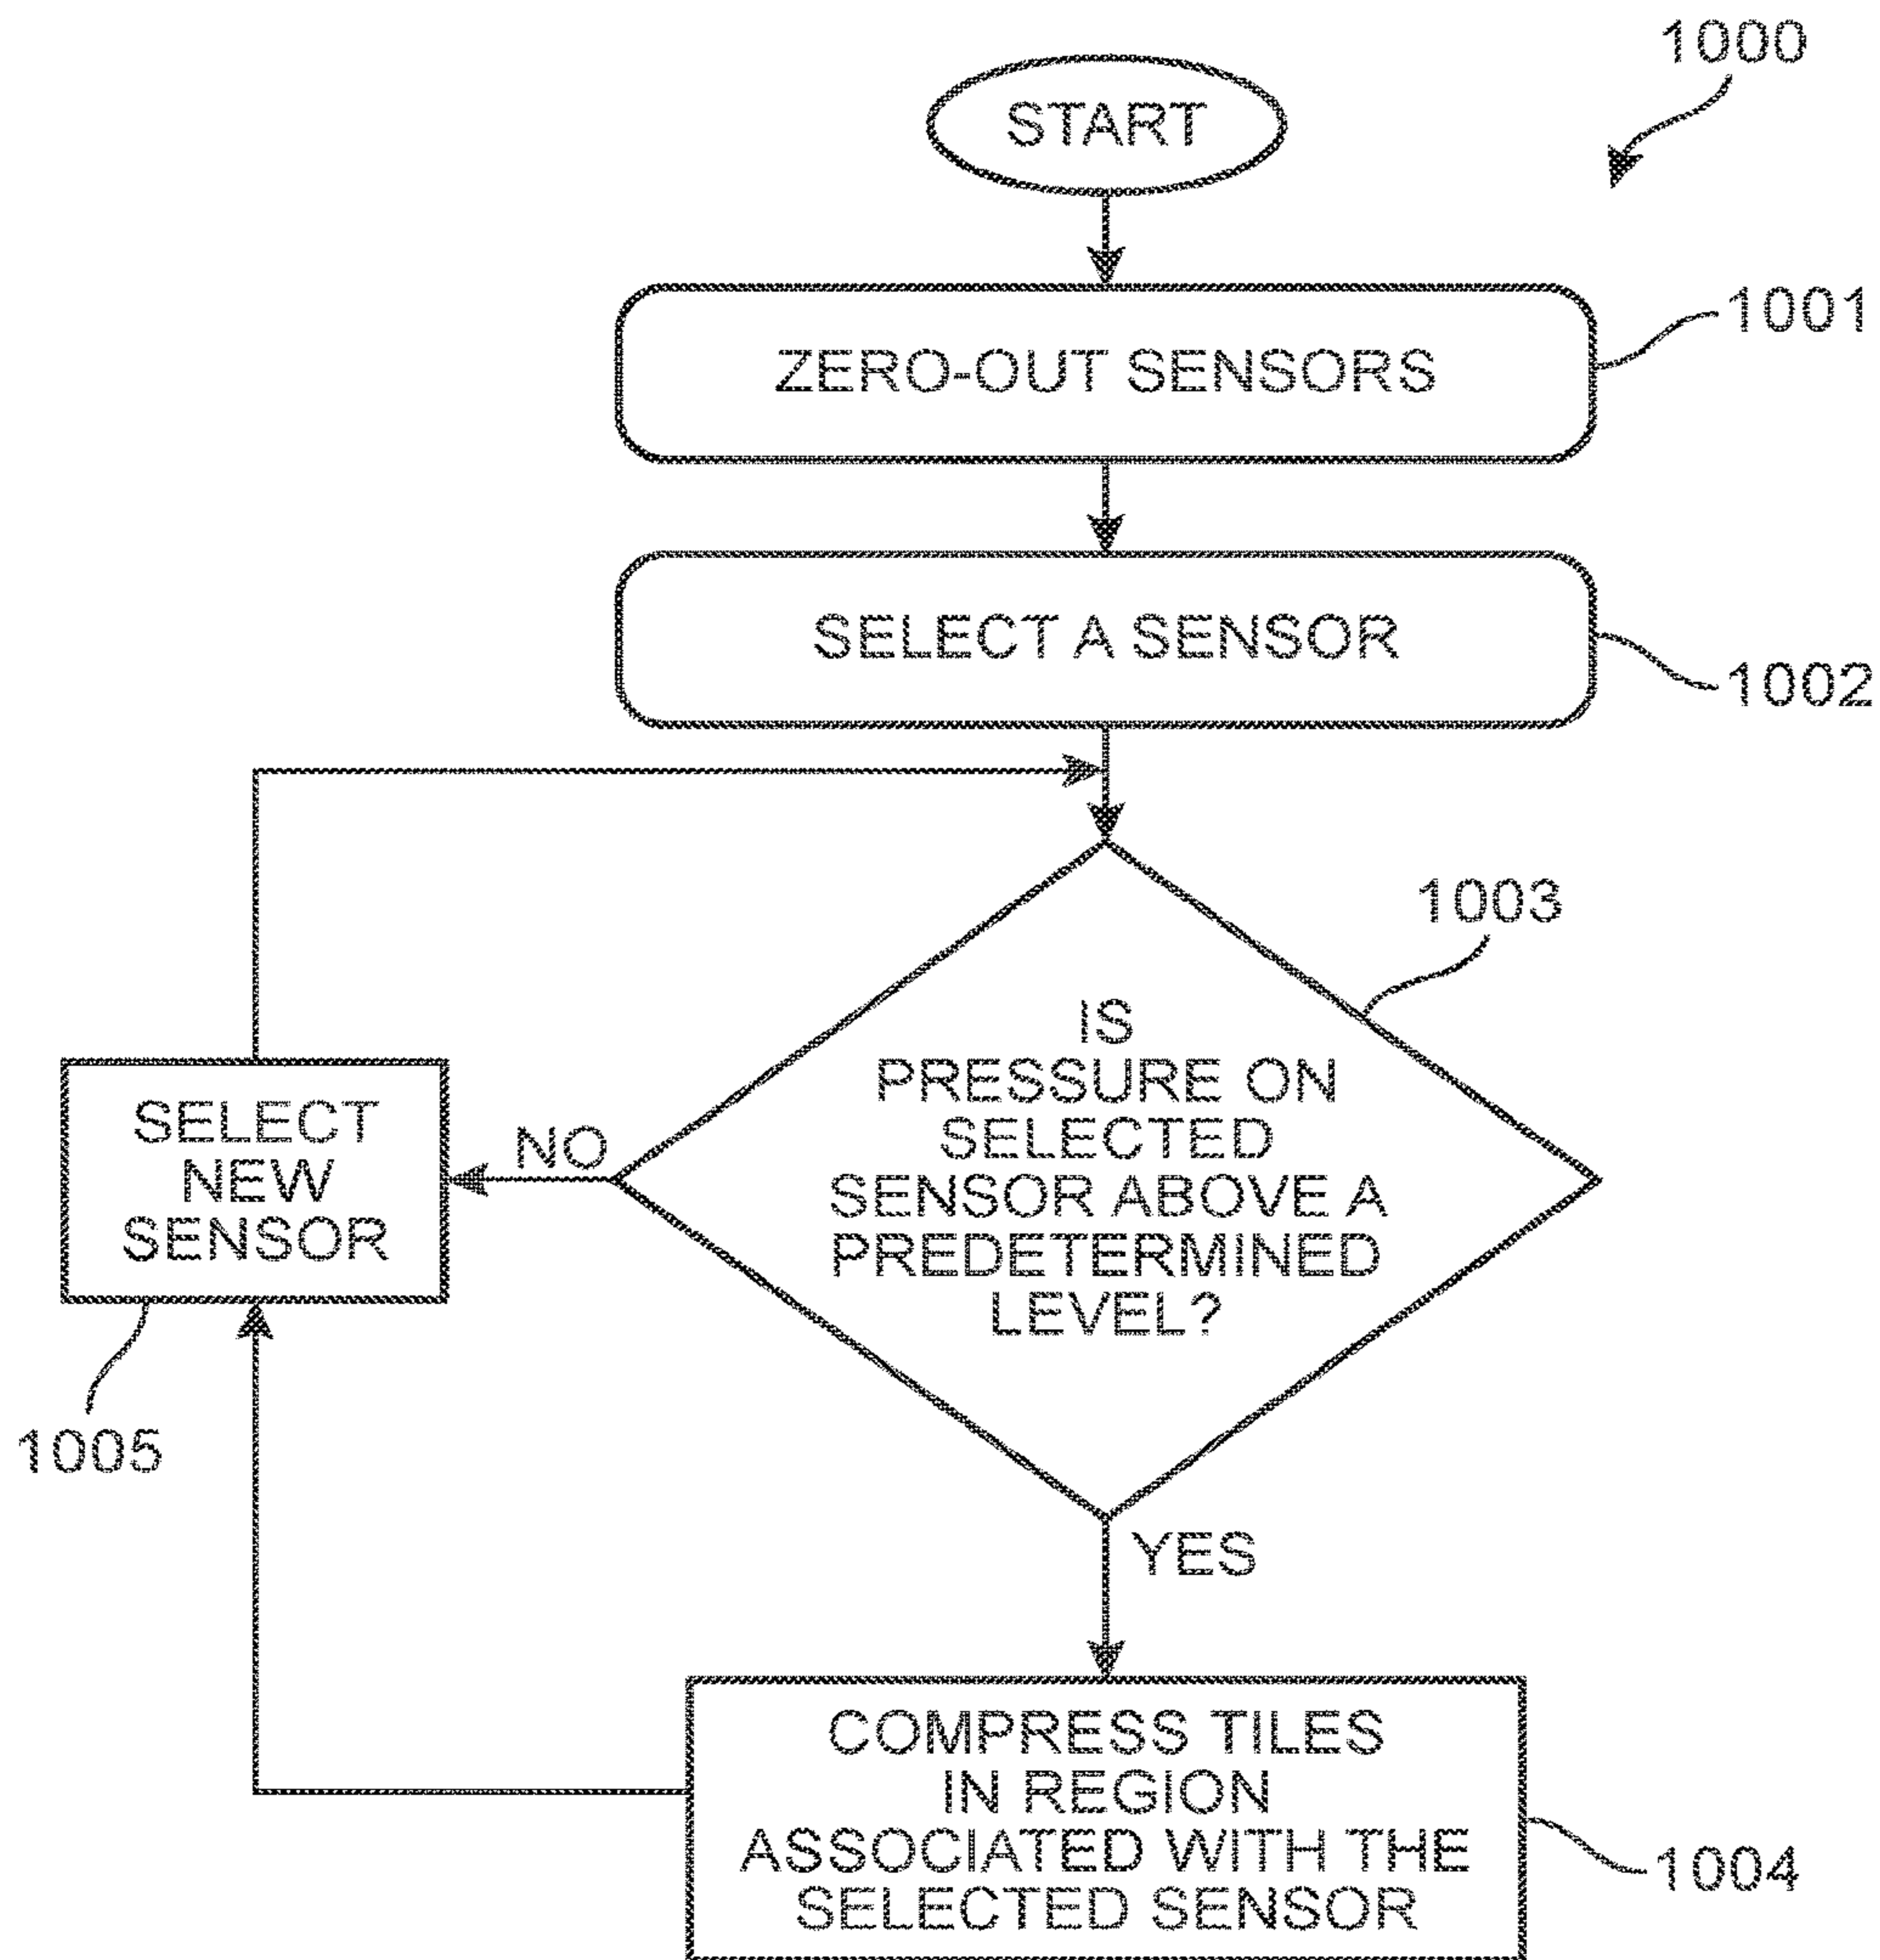 1000
START
ZERO-OUT SENSORS
1001
SELECT A SENSOR
1002
1003
IS
PRESSURE ON
SELECTED
SENSOR ABOVE A
PREDETERMINED
LEVEL?
NO
SELECT
NEW
SENSOR
1005
YES
COMPRESS TILES
IN REGION
ASSOCIATED WITH THE
SELECTED SENSOR
1004